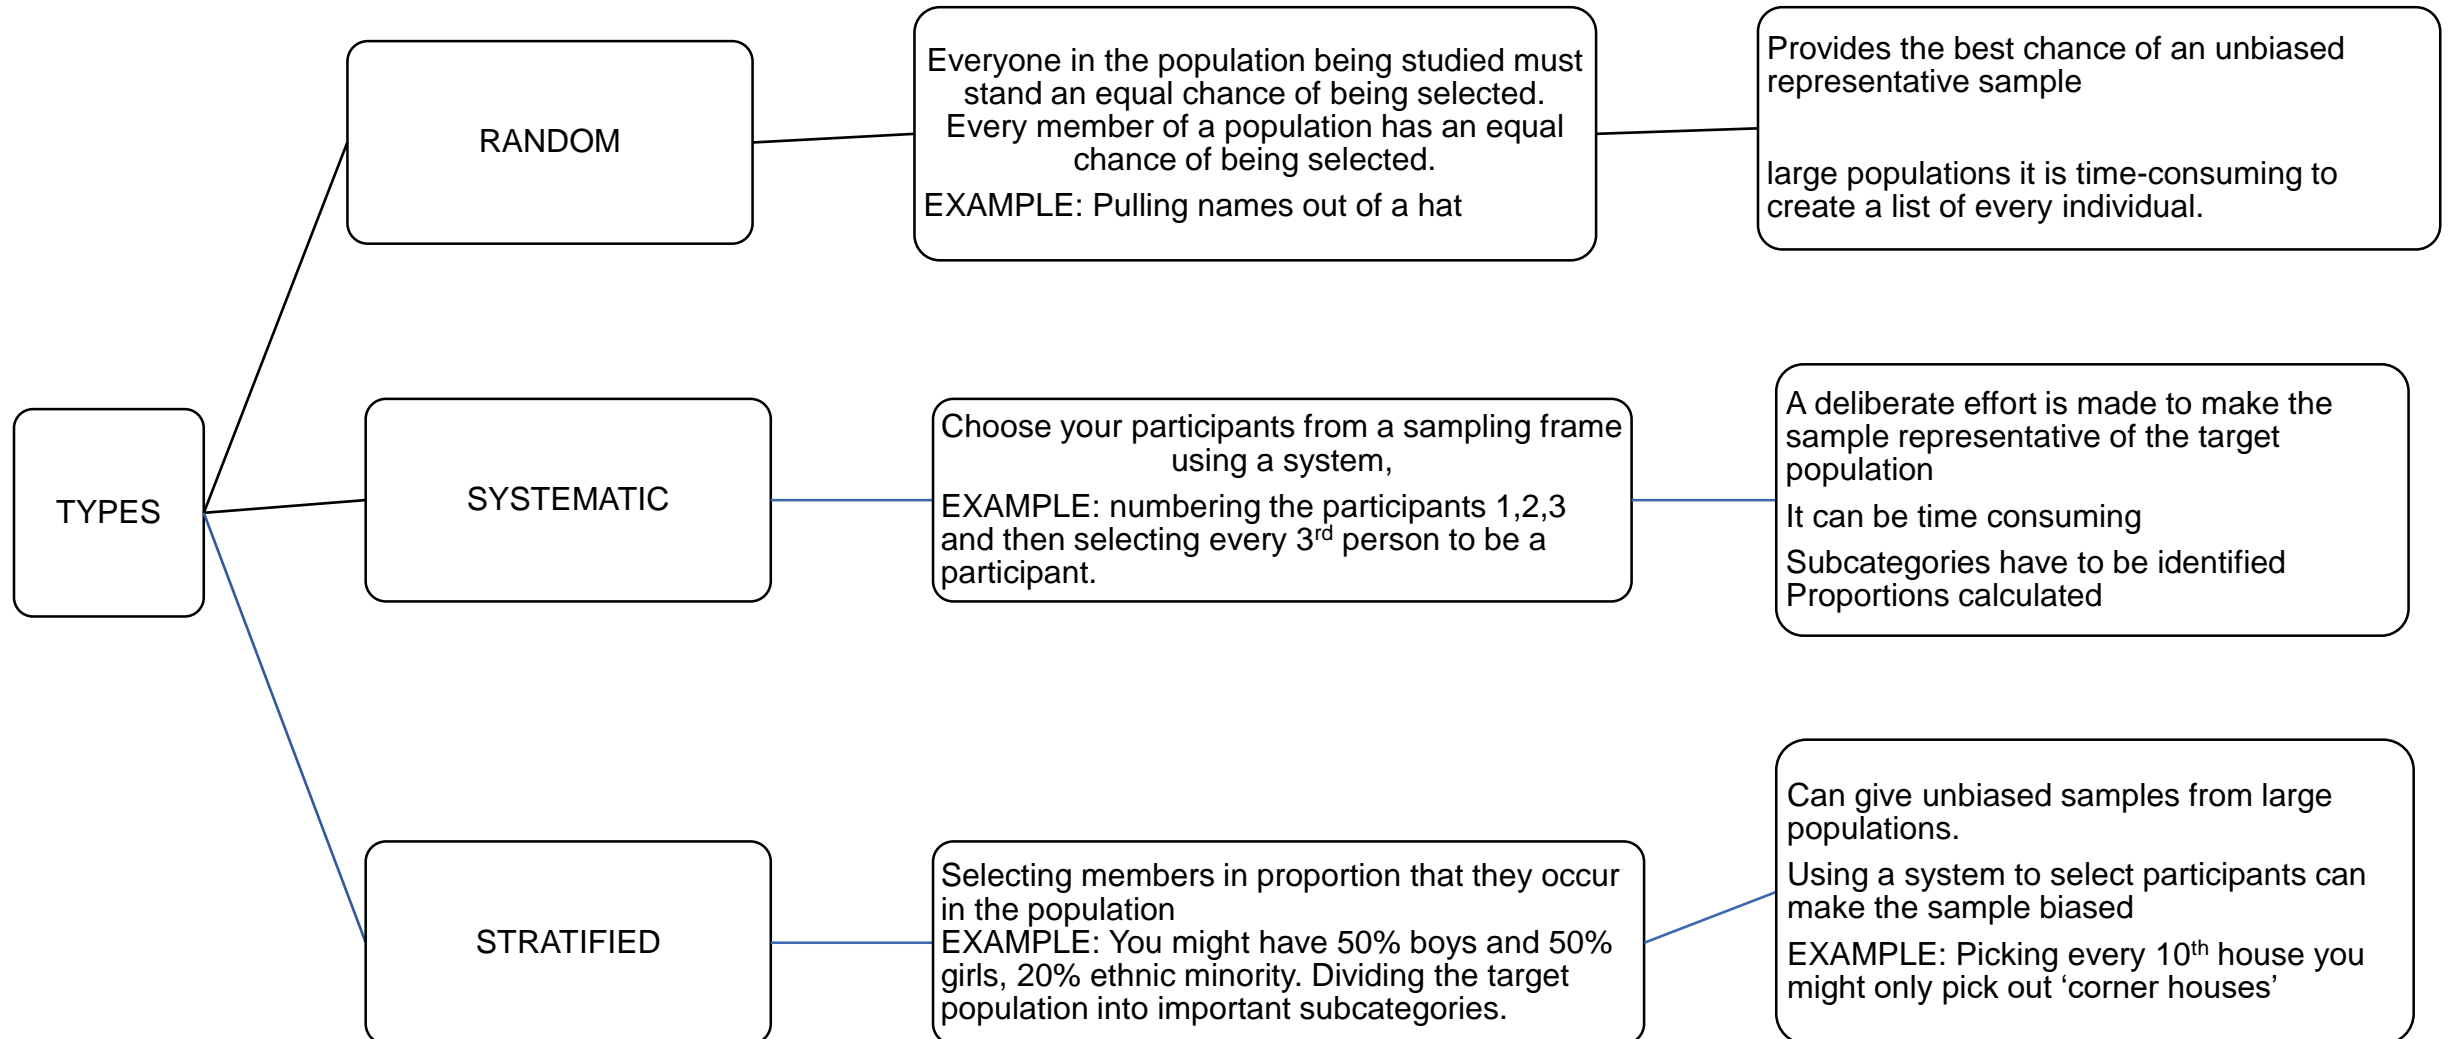 TYPES
RANDOM
Everyone in the population being studied must
stand an equal chance of being selected.
Every member of a population has an equal
chance of being selected.
EXAMPLE: Pulling names out of a hat
Provides the best chance of an unbiased
representative sample
large populations it is time-consuming to
create a list of every individual.
SYSTEMATIC
Choose your participants from a sampling frame
using a system,
EXAMPLE: numbering the participants 1,2,3
and then selecting every 3rd person to be a
participant.
A deliberate effort is made to make the
sample representative of the target
population
It can be time consuming
Subcategories have to be identified
Proportions calculated
STRATIFIED
Selecting members in proportion that they occur
in the population
EXAMPLE: You might have 50% boys and 50%
girls, 20% ethnic minority. Dividing the target
population into important subcategories.
Can give unbiased samples from large
populations.
Using a system to select participants can
make the sample biased
EXAMPLE: Picking every 10th house you
might only pick out ‘corner houses’